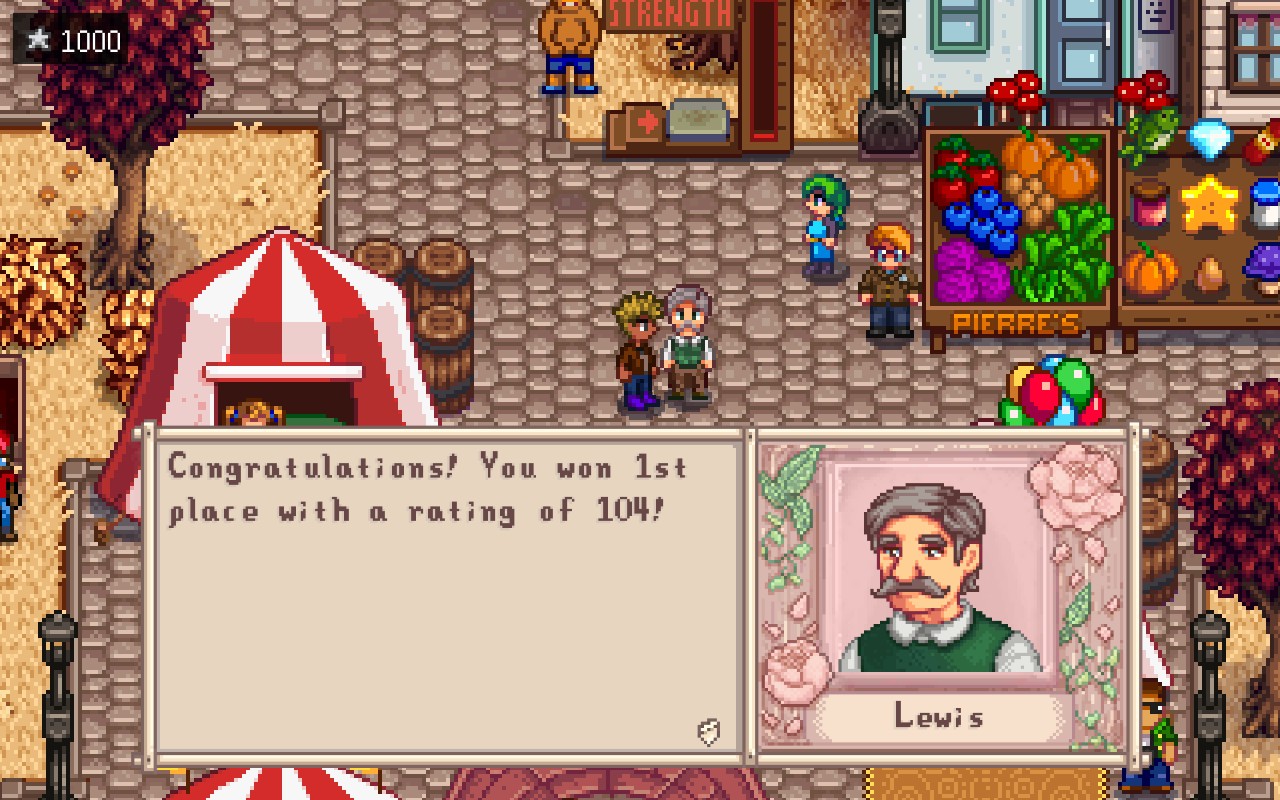 1000
STRENGTH
PIERRE'S
Congratulations! You won 1st
place with a rating of 104!
Lewis